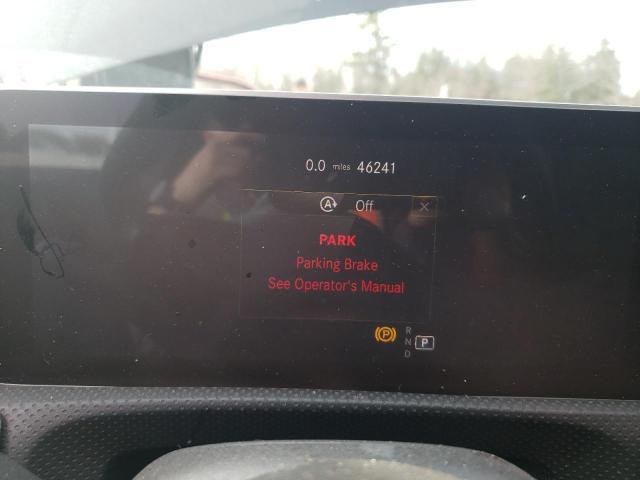 0.0 miles 46241
A Off ×
PARK
Parking Brake
See Operator's Manual
(P) R
N P
D